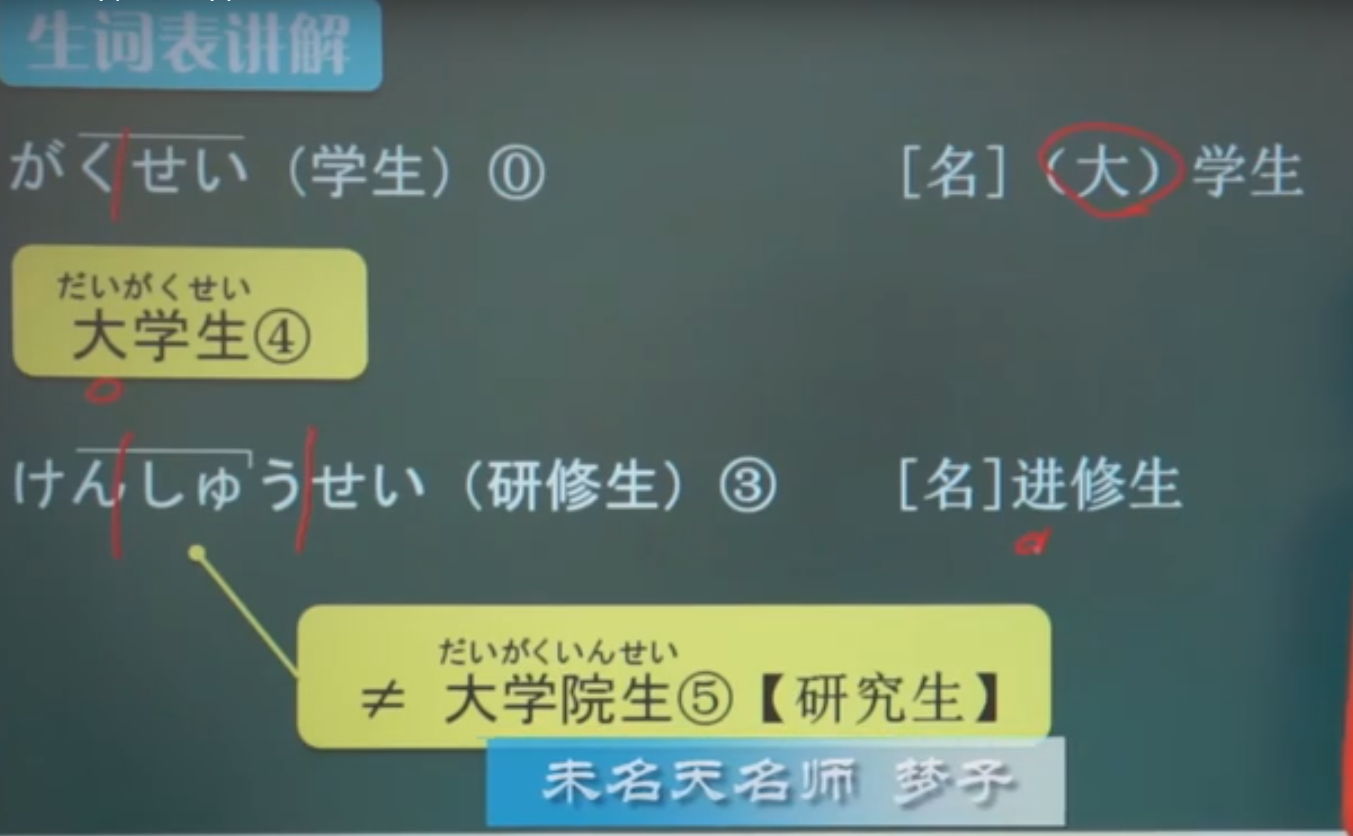 生词表讲解
がくせい（学生）⓪ [名]（大）学生
だいがくせい
大学生④
けんしゅうせい（研修生）③ [名]进修生
だいがくいんせい
≠ 大学院生⑤【研究生】
未名天名师 梦子